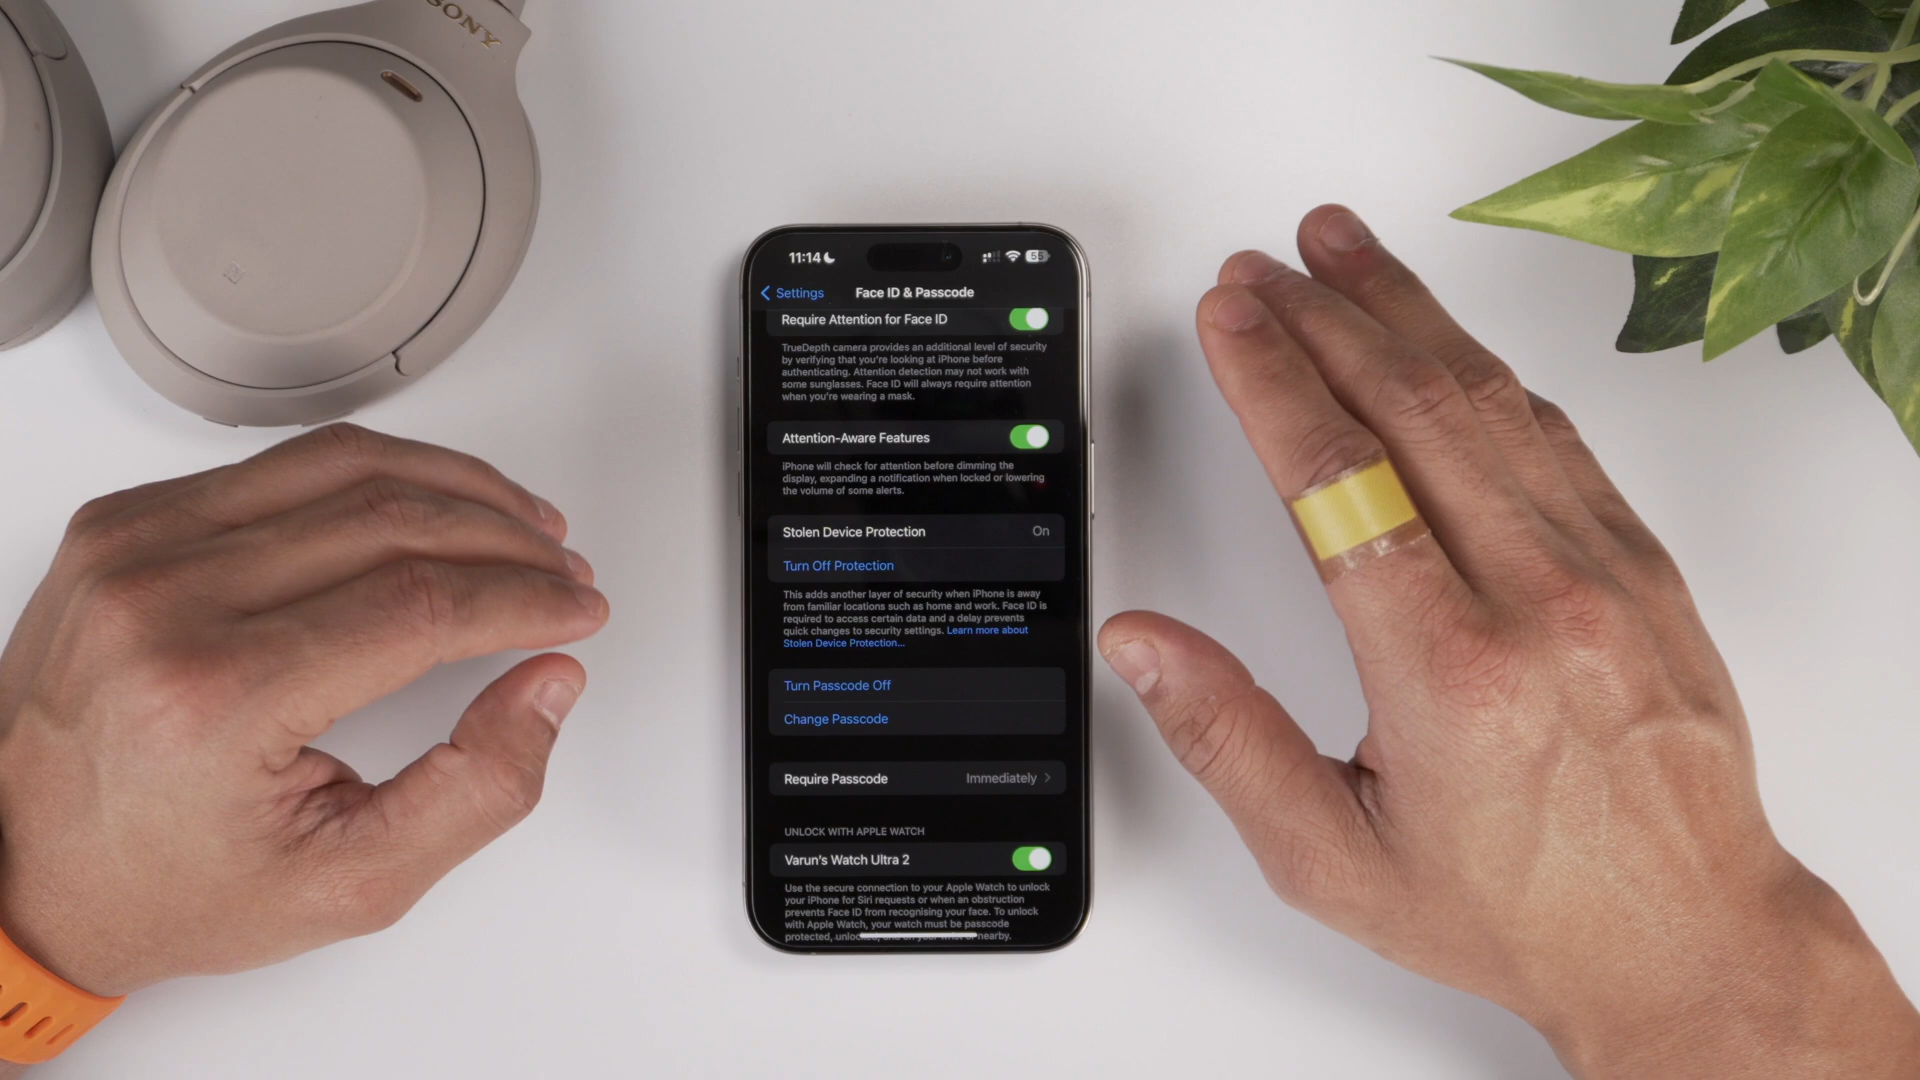 SONY
11:14
55
Settings
Face ID & Passcode
Require Attention for Face ID
TrueDepth camera provides an additional level of security
by verifying that you're looking at iPhone before
authenticating. Attention detection may not work with
some sunglasses. Face ID will always require attention
when you're wearing a mask.
Attention-Aware Features
iPhone will check for attention before dimming the
display, expanding a notification when locked or lowering
the volume of some alerts.
Stolen Device Protection On
Turn Off Protection
This adds another layer of security when iPhone is away
from familiar locations such as home and work. Face ID is
required to access certain data and a delay prevents
quick changes to security settings. Learn more about
Stolen Device Protection...
Turn Passcode Off
Change Passcode
Require Passcode Immediately
UNLOCK WITH APPLE WATCH
Varun's Watch Ultra 2
Use the secure connection to your Apple Watch to unlock
your iPhone for Siri requests or when an obstruction
prevents Face ID from recognising your face. To unlock
with Apple Watch, your watch must be passcode
protected, nearby.